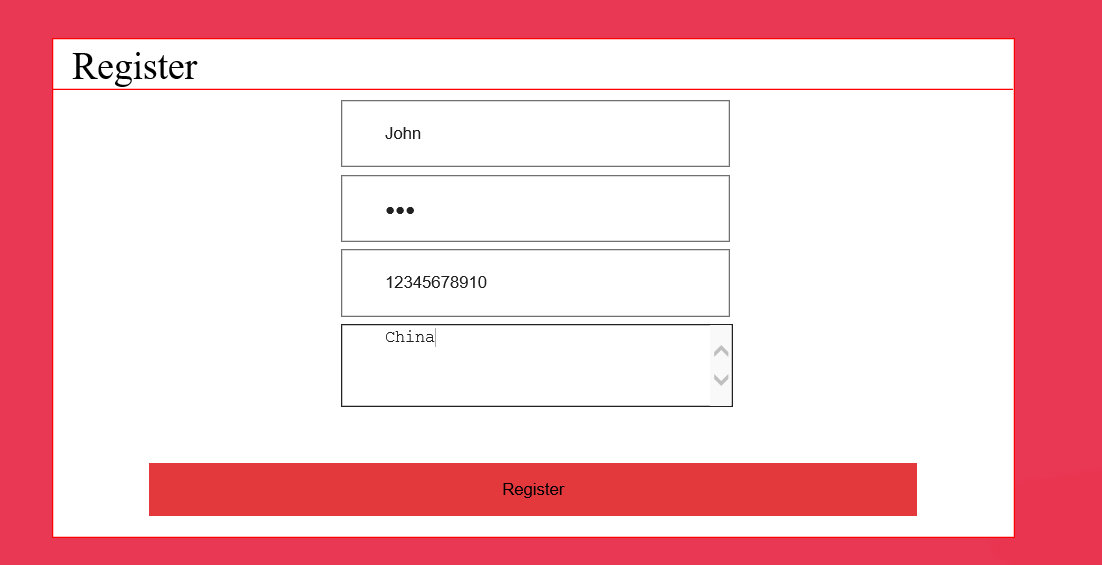 Register
John
•••
12345678910
China
Register